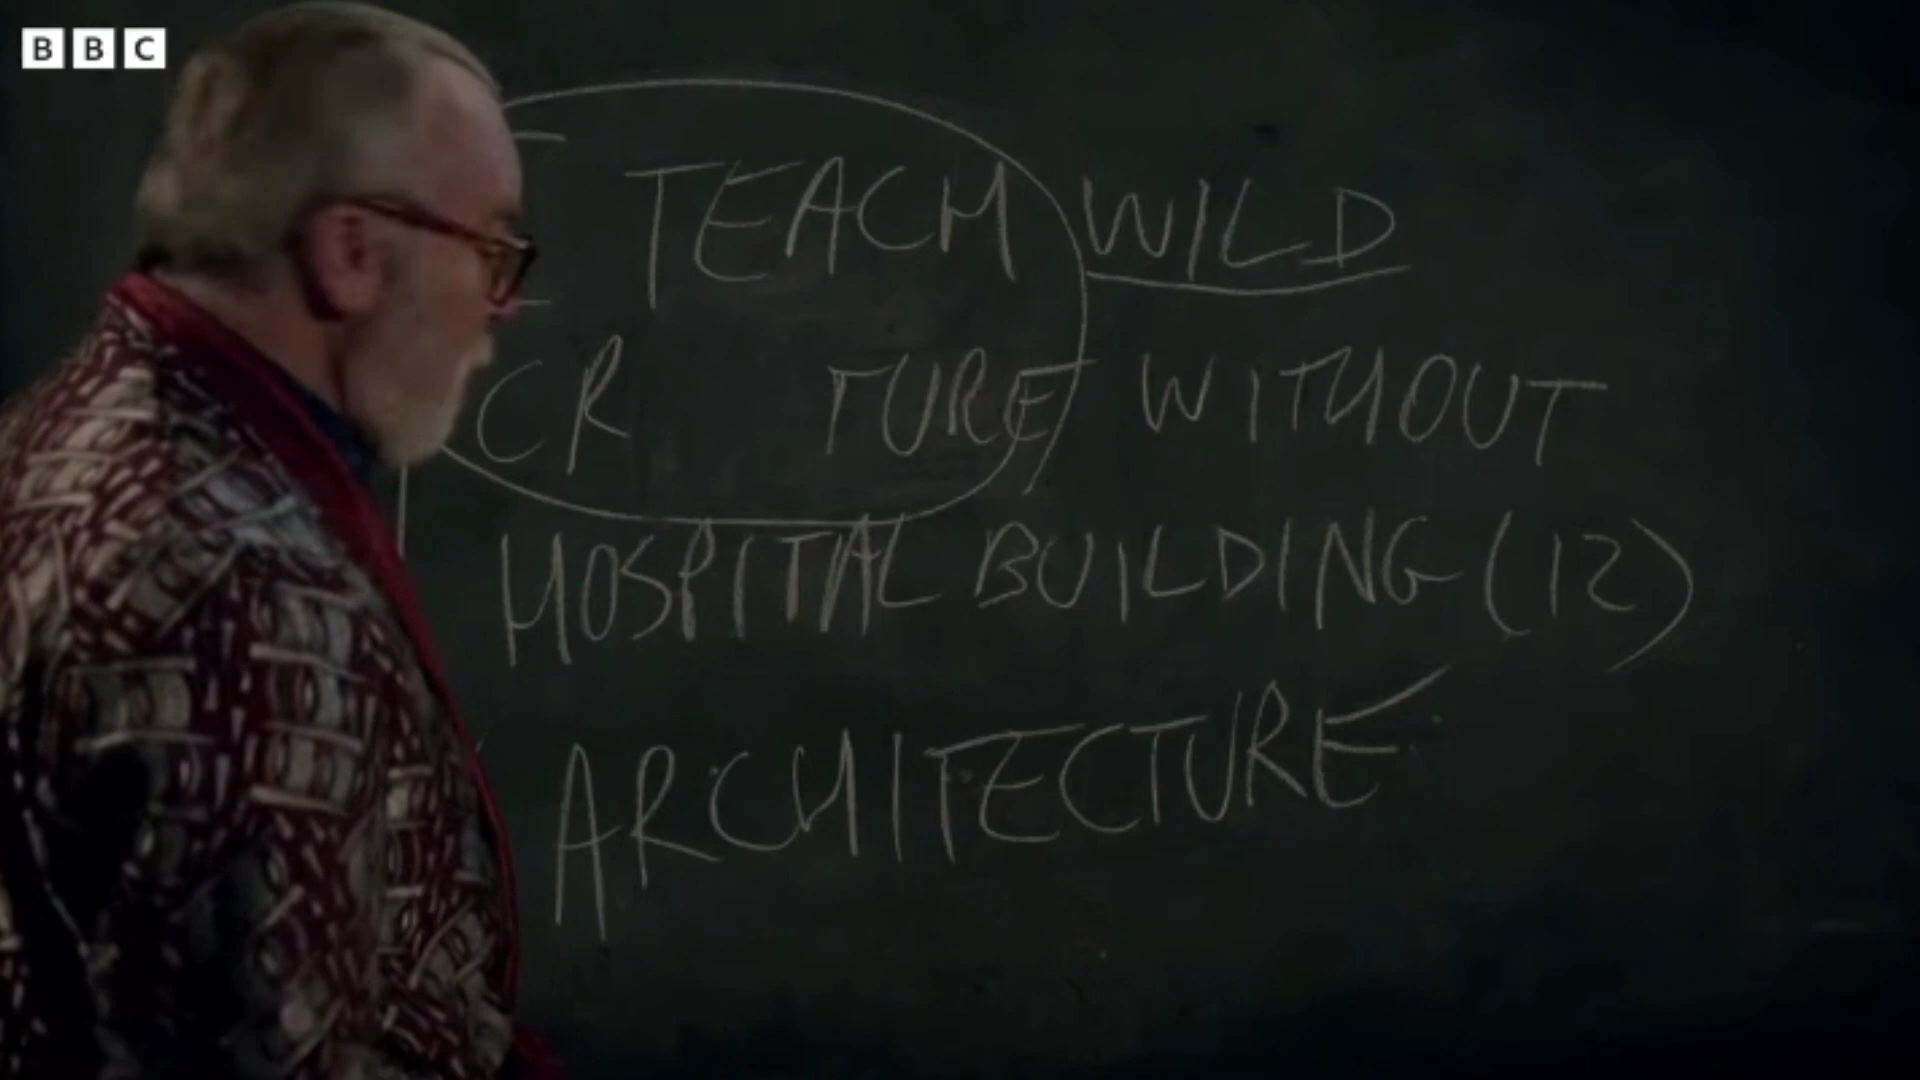 BBC
I TEACH WILD
CR TURE WITHOUT
HOSPITAL BUILDING (12)
ARCHITECTURE